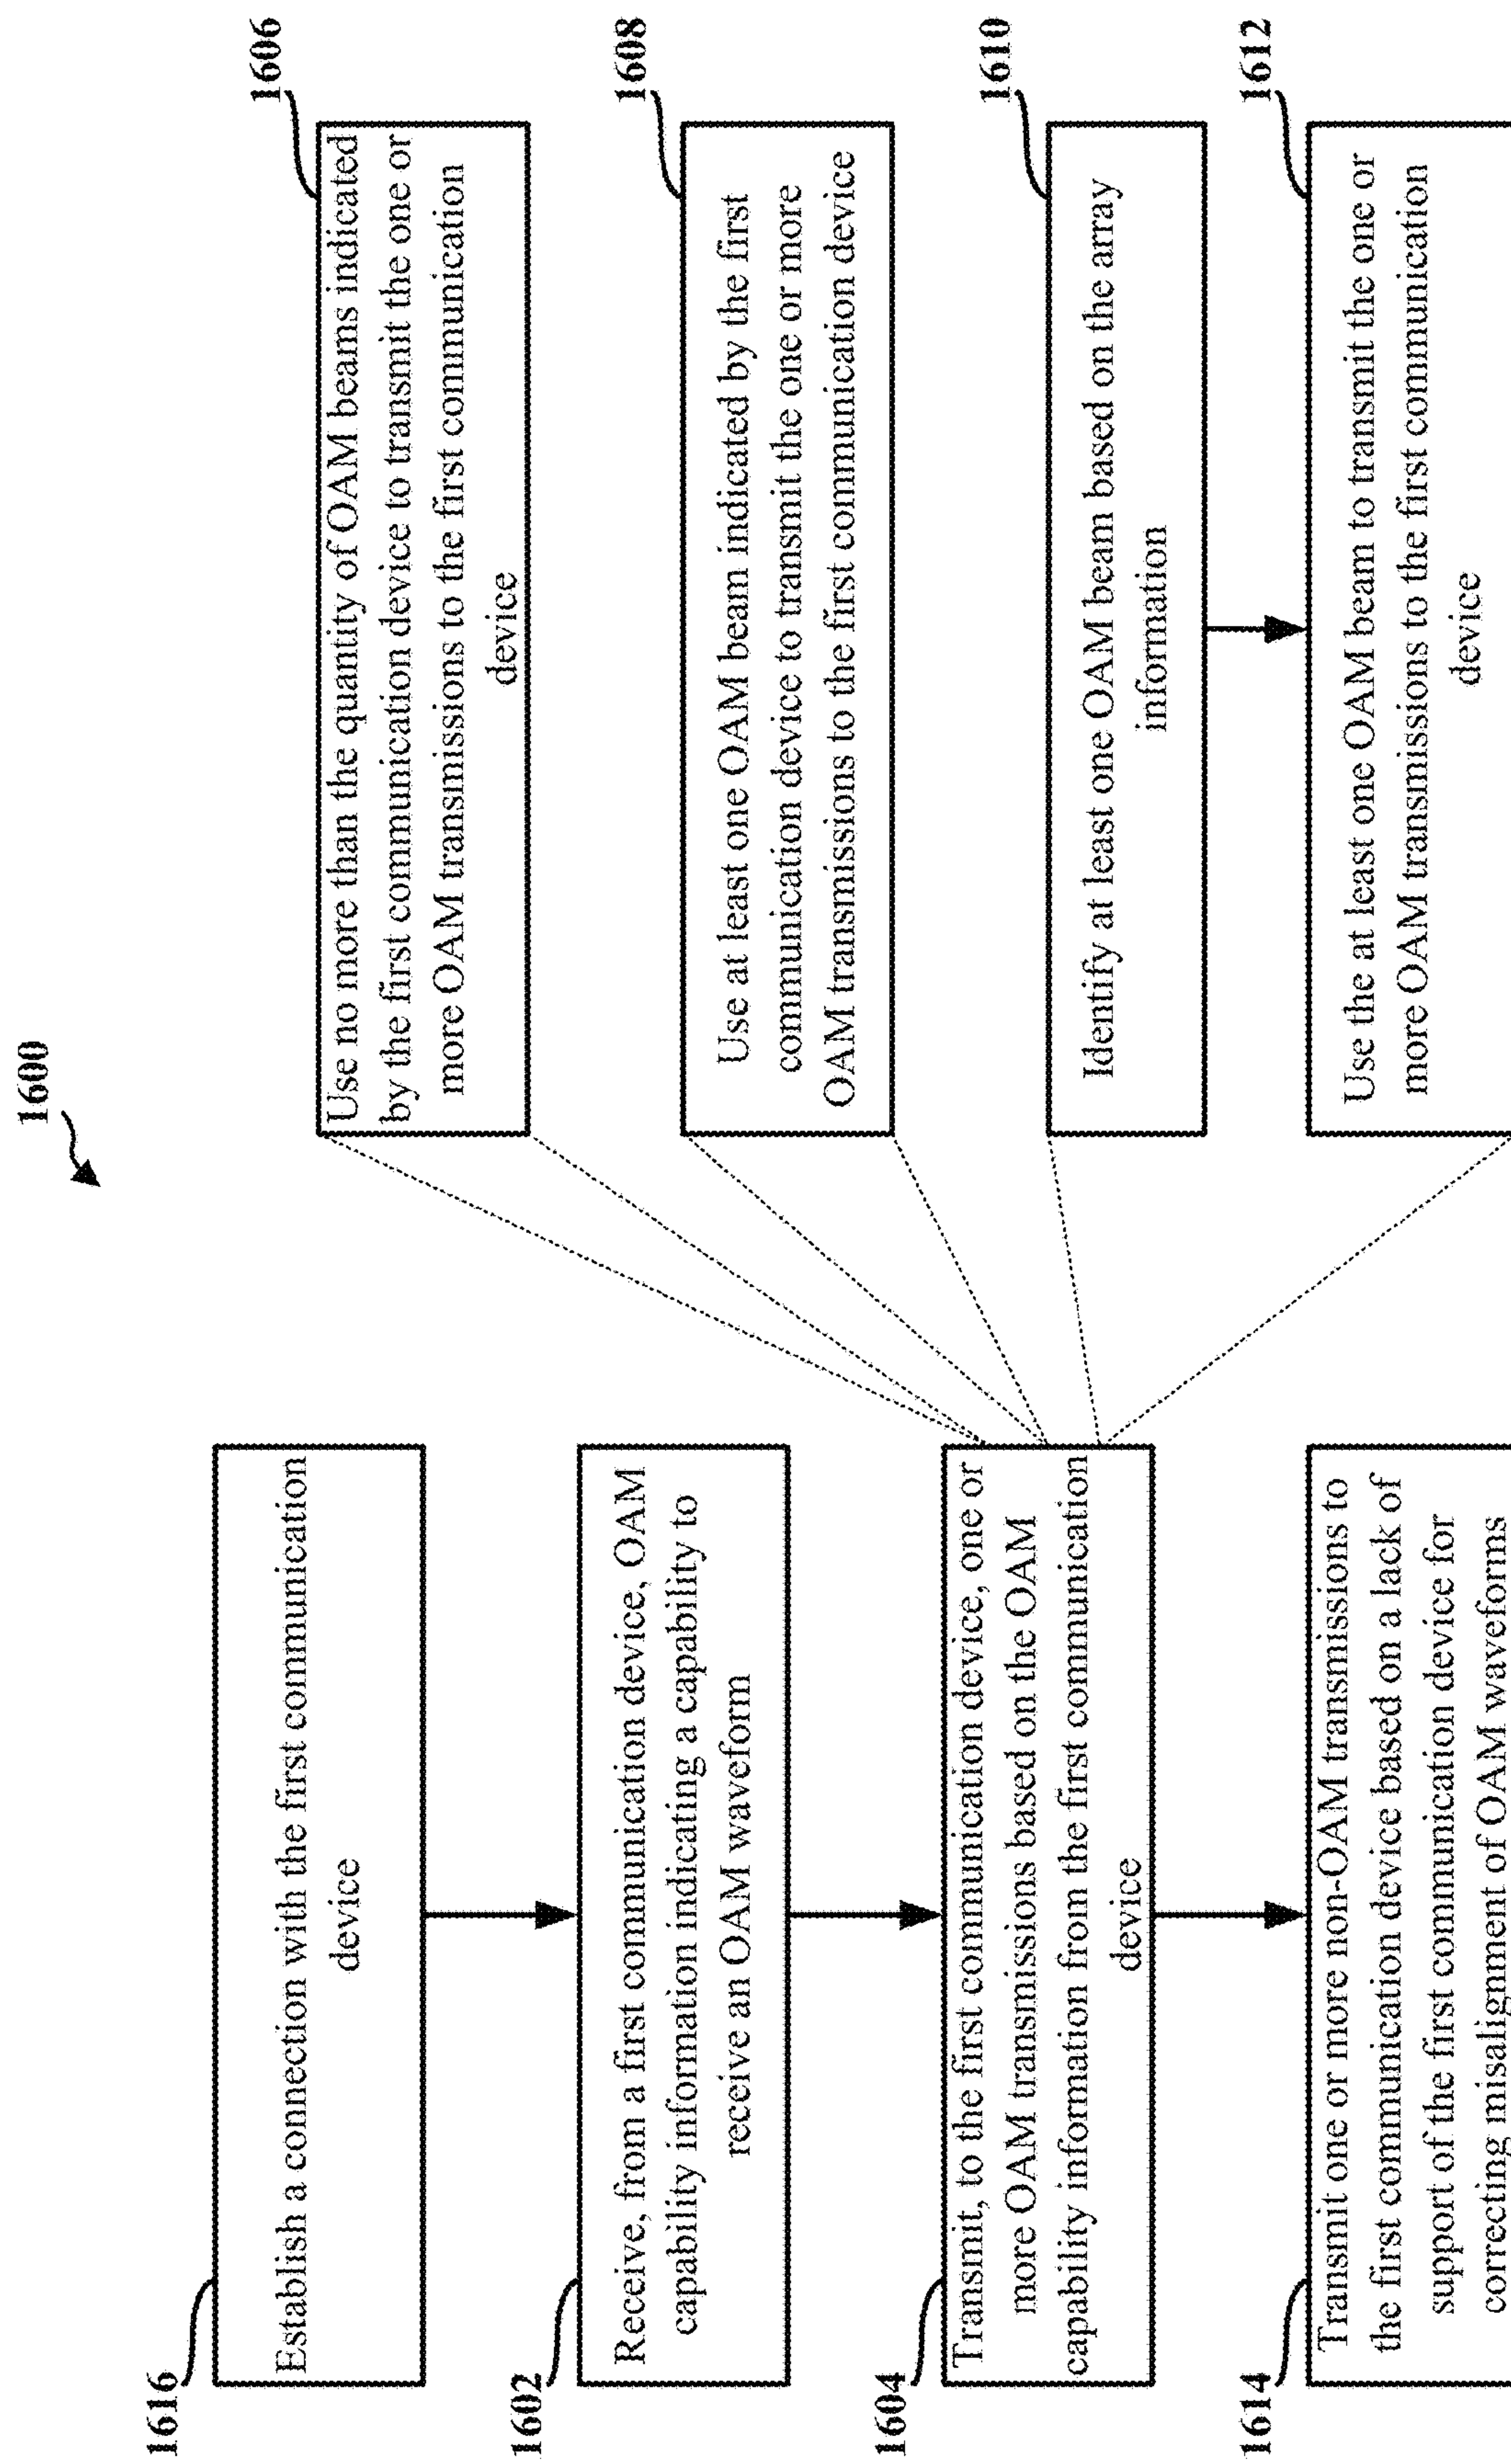 1600
1616
Establish a connection with the first communication
device
1602
Receive, from a first communication device, OAM
capability information indicating a capability to
receive an OAM waveform
1604
Transmit, to the first communication device, one or
more OAM transmissions based on the OAM
capability information from the first communication
device
1614
Transmit one or more non-OAM transmissions to
the first communication device based on a lack of
support of the first communication device for
correcting misalignment of OAM waveforms
1606
Use no more than the quantity of OAM beams indicated
by the first communication device to transmit the one or
more OAM transmissions to the first communication
device
1608
Use at least one OAM beam indicated by the first
communication device to transmit the one or more
OAM transmissions to the first communication device
1610
Identify at least one OAM beam based on the array
information
1612
Use the at least one OAM beam to transmit the one or
more OAM transmissions to the first communication
device